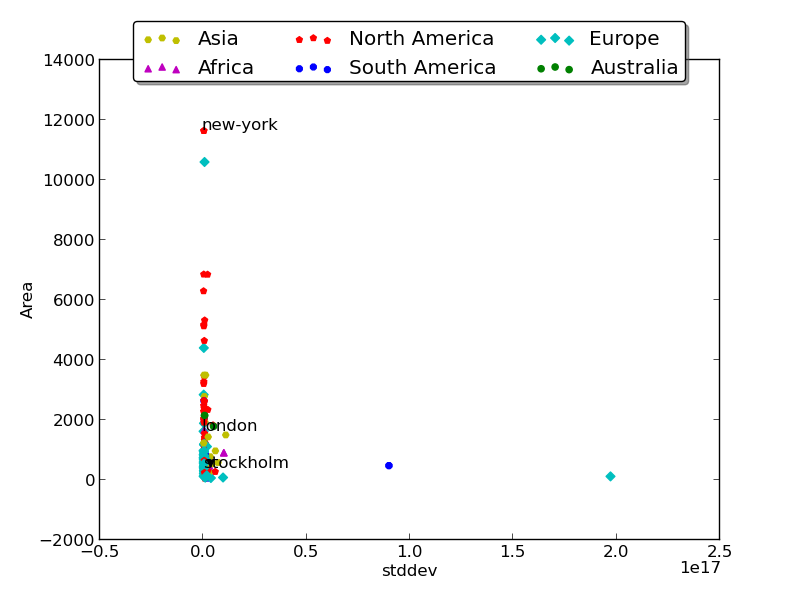 Asia North America Europe
Africa South America Australia
14000
12000
new-york
10000
8000
6000
Area
4000
2000
london
stockholm
0
−2000
−0.5 0.0 0.5 1.0 1.5 2.0 2.5
stddev
1e17